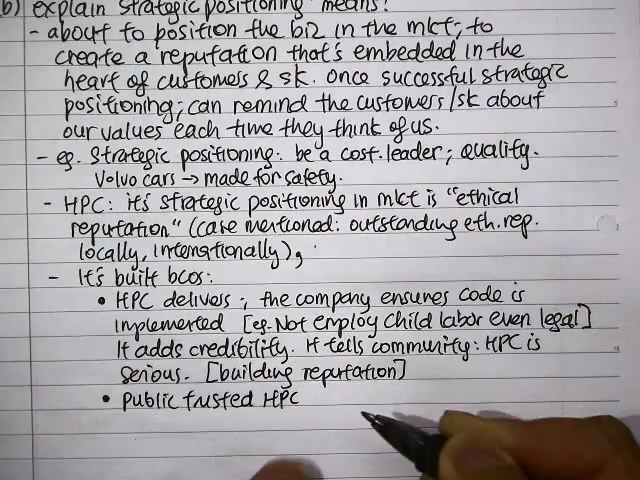 b) explain strategic positioning means?
- about to position the biz in the mkt; to
create a reputation that's embedded in the
heart of customers & sk. Once successful strategic
positioning; can remind the customers/sk about
our values each time they think of us.
- eg. strategic positioning: be a cost leader; quality.
Volvo cars → made for safety.
- HPC: it's strategic positioning in mkt is "ethical
reputation" (case mentioned: outstanding eth. rep.
locally, internationally),
- It's built bcos:
• HPC delivers; the company ensures code is
implemented [eg. Not employ child labor even legal]
It adds credibility. It tells community: HPC is
serious. [building reputation]
• public trusted HPC